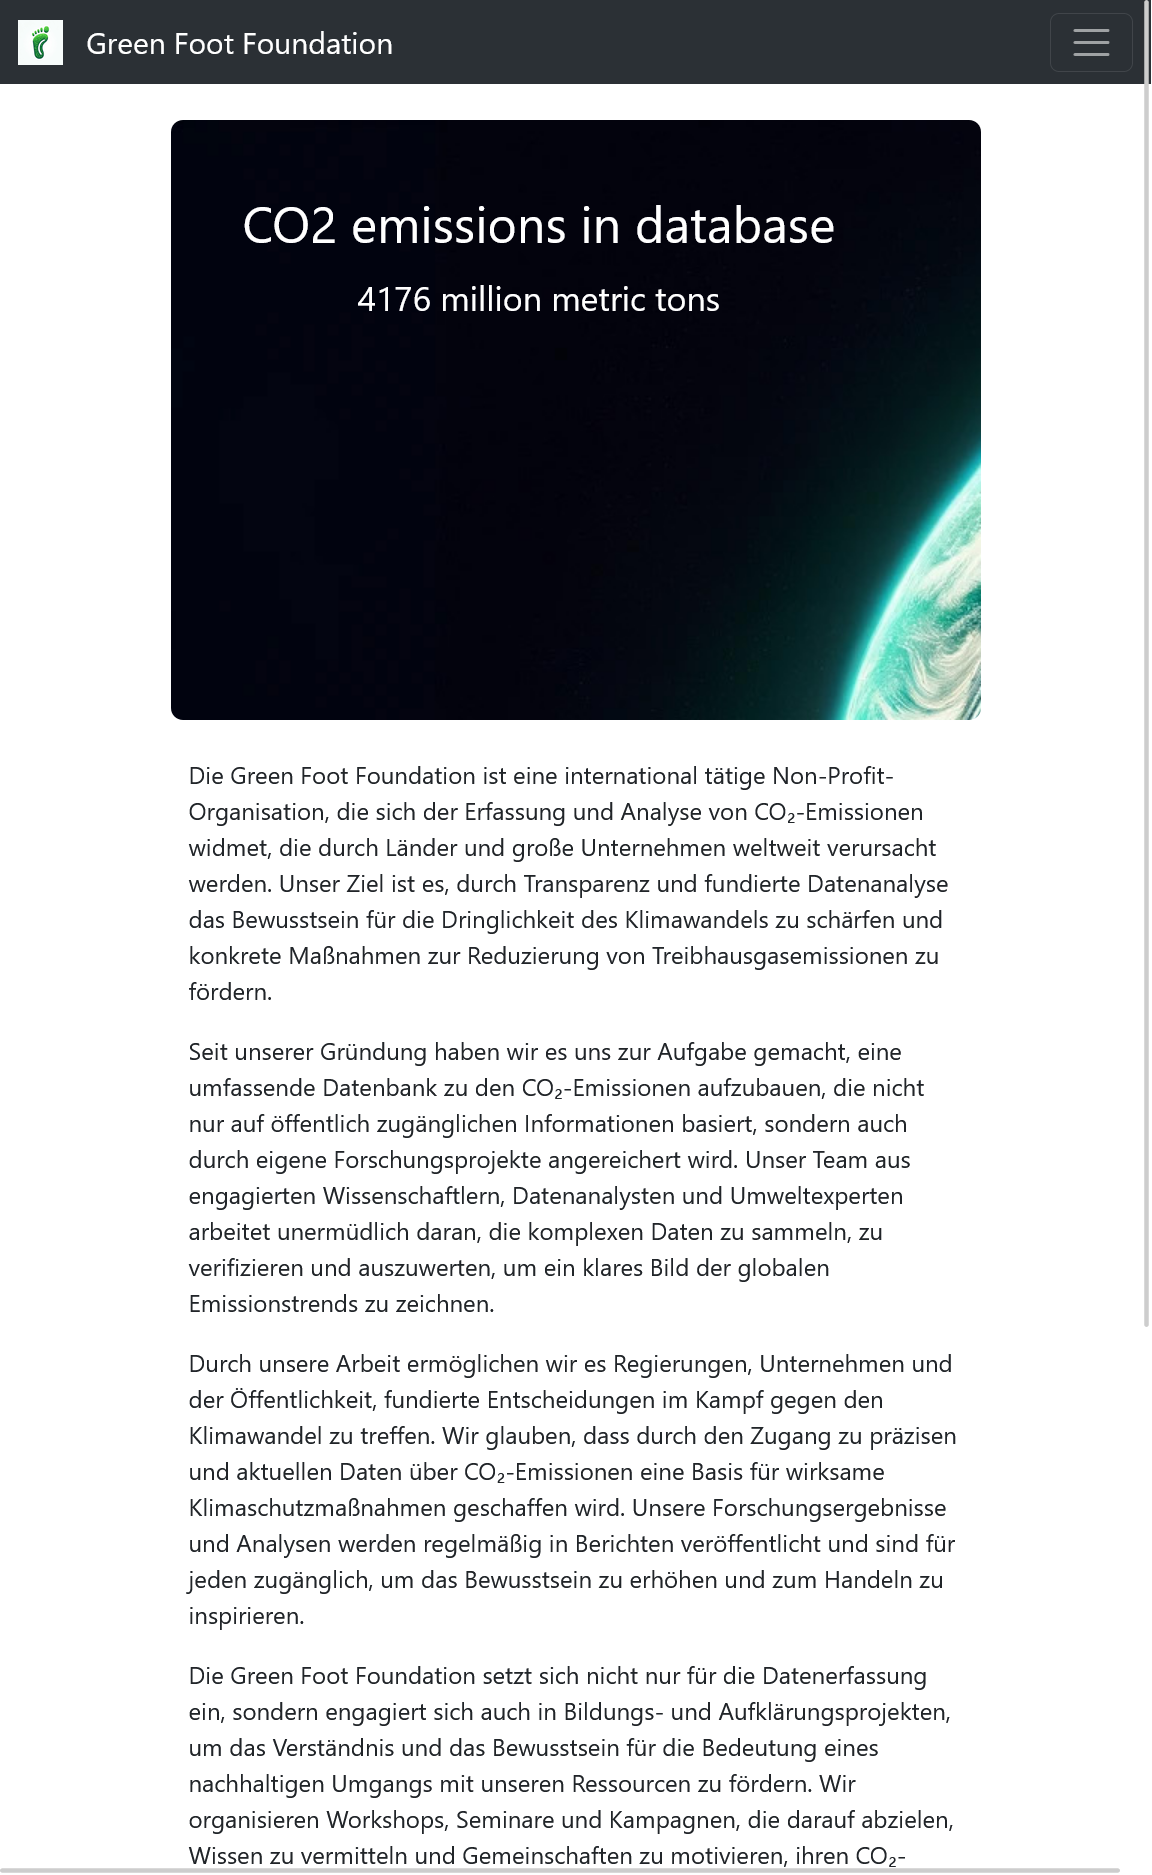 Green Foot Foundation
CO2 emissions in database
4176 million metric tons
Die Green Foot Foundation ist eine international tätige Non-Profit-
Organisation, die sich der Erfassung und Analyse von CO₂-Emissionen
widmet, die durch Länder und große Unternehmen weltweit verursacht
werden. Unser Ziel ist es, durch Transparenz und fundierte Datenanalyse
das Bewusstsein für die Dringlichkeit des Klimawandels zu schärfen und
konkrete Maßnahmen zur Reduzierung von Treibhausgasemissionen zu
fördern.
Seit unserer Gründung haben wir es uns zur Aufgabe gemacht, eine
umfassende Datenbank zu den CO₂-Emissionen aufzubauen, die nicht
nur auf öffentlich zugänglichen Informationen basiert, sondern auch
durch eigene Forschungsprojekte angereichert wird. Unser Team aus
engagierten Wissenschaftlern, Datenanalysten und Umweltexperten
arbeitet unermüdlich daran, die komplexen Daten zu sammeln, zu
verifizieren und auszuwerten, um ein klares Bild der globalen
Emissionstrends zu zeichnen.
Durch unsere Arbeit ermöglichen wir es Regierungen, Unternehmen und
der Öffentlichkeit, fundierte Entscheidungen im Kampf gegen den
Klimawandel zu treffen. Wir glauben, dass durch den Zugang zu präzisen
und aktuellen Daten über CO₂-Emissionen eine Basis für wirksame
Klimaschutzmaßnahmen geschaffen wird. Unsere Forschungsergebnisse
und Analysen werden regelmäßig in Berichten veröffentlicht und sind für
jeden zugänglich, um das Bewusstsein zu erhöhen und zum Handeln zu
inspirieren.
Die Green Foot Foundation setzt sich nicht nur für die Datenerfassung
ein, sondern engagiert sich auch in Bildungs- und Aufklärungsprojekten,
um das Verständnis und das Bewusstsein für die Bedeutung eines
nachhaltigen Umgangs mit unseren Ressourcen zu fördern. Wir
organisieren Workshops, Seminare und Kampagnen, die darauf abzielen,
Wissen zu vermitteln und Gemeinschaften zu motivieren, ihren CO₂-